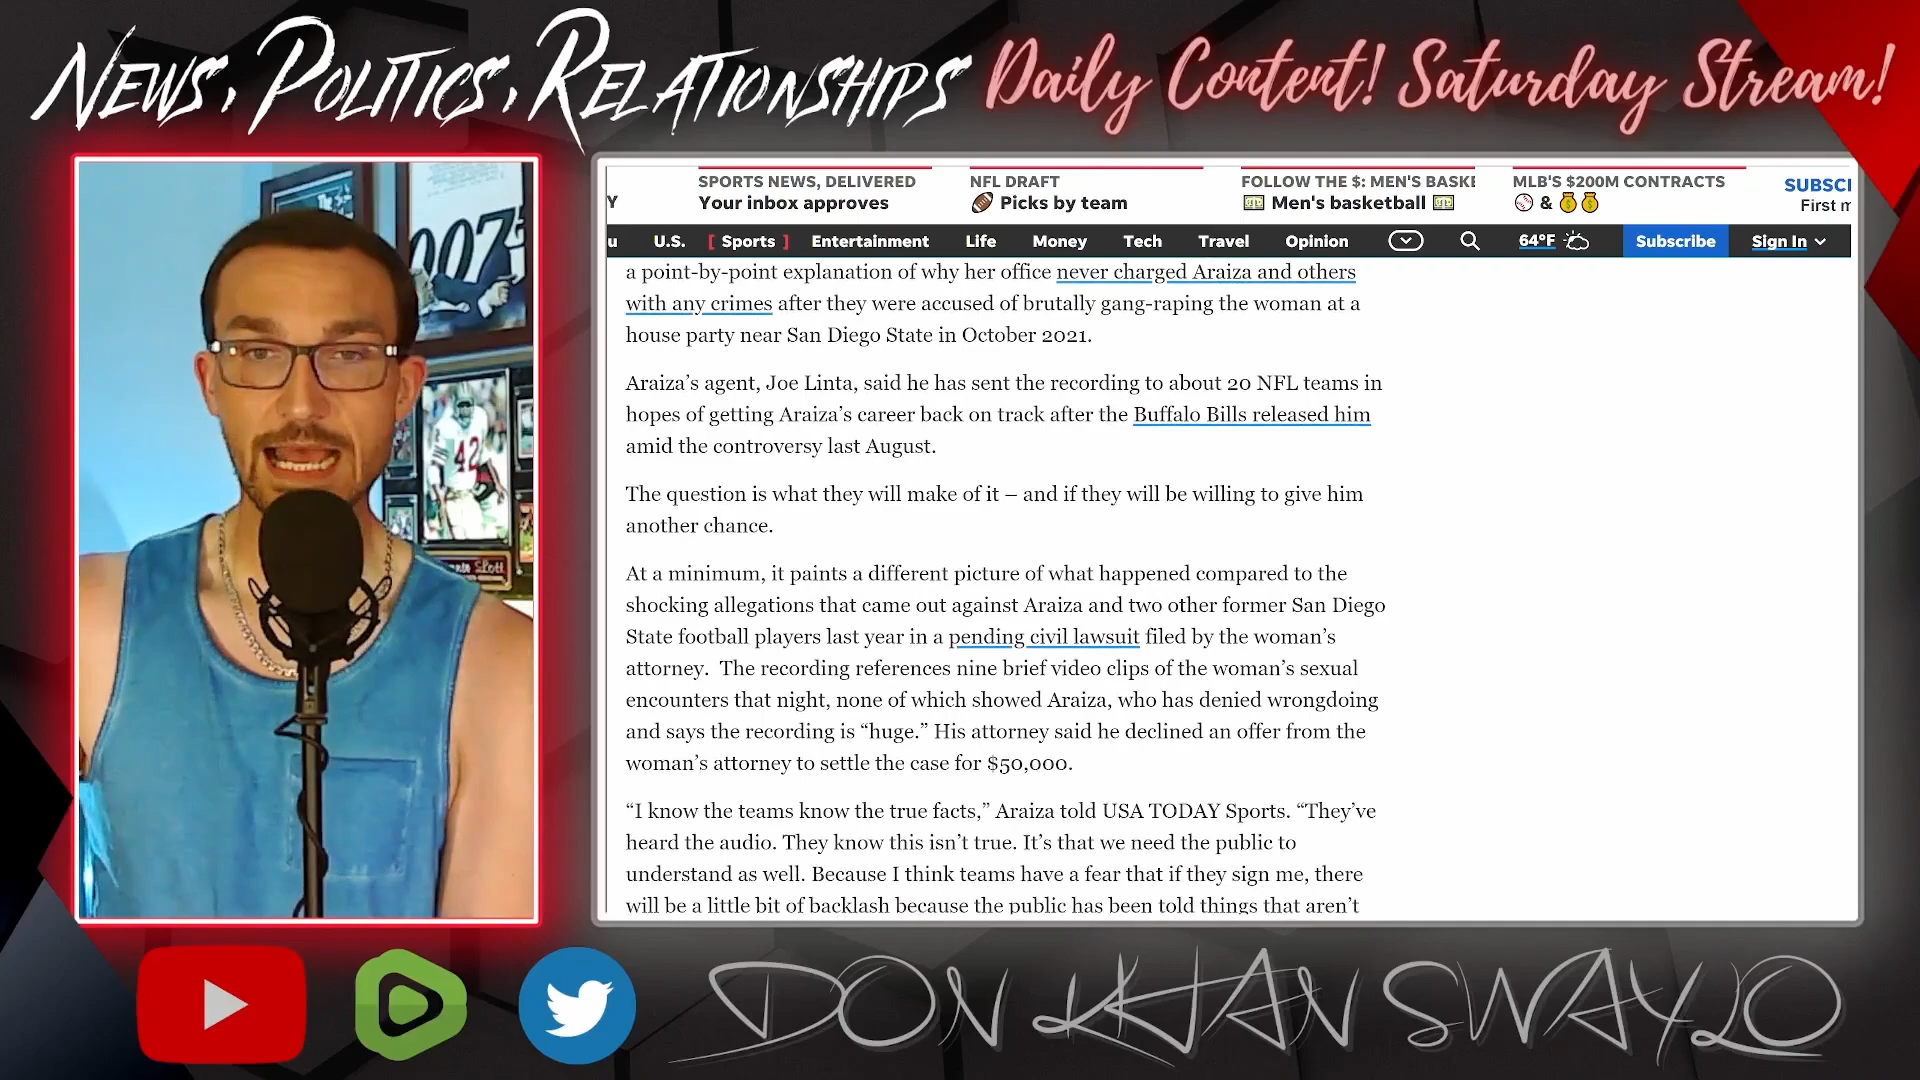 NEWS, POLITICS, RELATIONSHIPS Daily Content! Saturday Stream!
007
42
Y
SPORTS NEWS, DELIVERED
Your inbox approves
NFL DRAFT
🏈 Picks by team
FOLLOW THE $: MEN'S BASKE
💵 Men's basketball 💵
MLB'S $200M CONTRACTS
⚾ & 💰💰
SUBSCI
First m
u U.S. [ Sports ] Entertainment Life Money Tech Travel Opinion 64°F Subscribe Sign In
a point-by-point explanation of why her office never charged Araiza and others
with any crimes after they were accused of brutally gang-raping the woman at a
house party near San Diego State in October 2021.
Araiza’s agent, Joe Linta, said he has sent the recording to about 20 NFL teams in
hopes of getting Araiza’s career back on track after the Buffalo Bills released him
amid the controversy last August.
The question is what they will make of it – and if they will be willing to give him
another chance.
At a minimum, it paints a different picture of what happened compared to the
shocking allegations that came out against Araiza and two other former San Diego
State football players last year in a pending civil lawsuit filed by the woman’s
attorney. The recording references nine brief video clips of the woman’s sexual
encounters that night, none of which showed Araiza, who has denied wrongdoing
and says the recording is “huge.” His attorney said he declined an offer from the
woman’s attorney to settle the case for $50,000.
“I know the teams know the true facts,” Araiza told USA TODAY Sports. “They’ve
heard the audio. They know this isn’t true. It’s that we need the public to
understand as well. Because I think teams have a fear that if they sign me, there
will be a little bit of backlash because the public has been told things that aren’t
DON KHAN SWAYLO